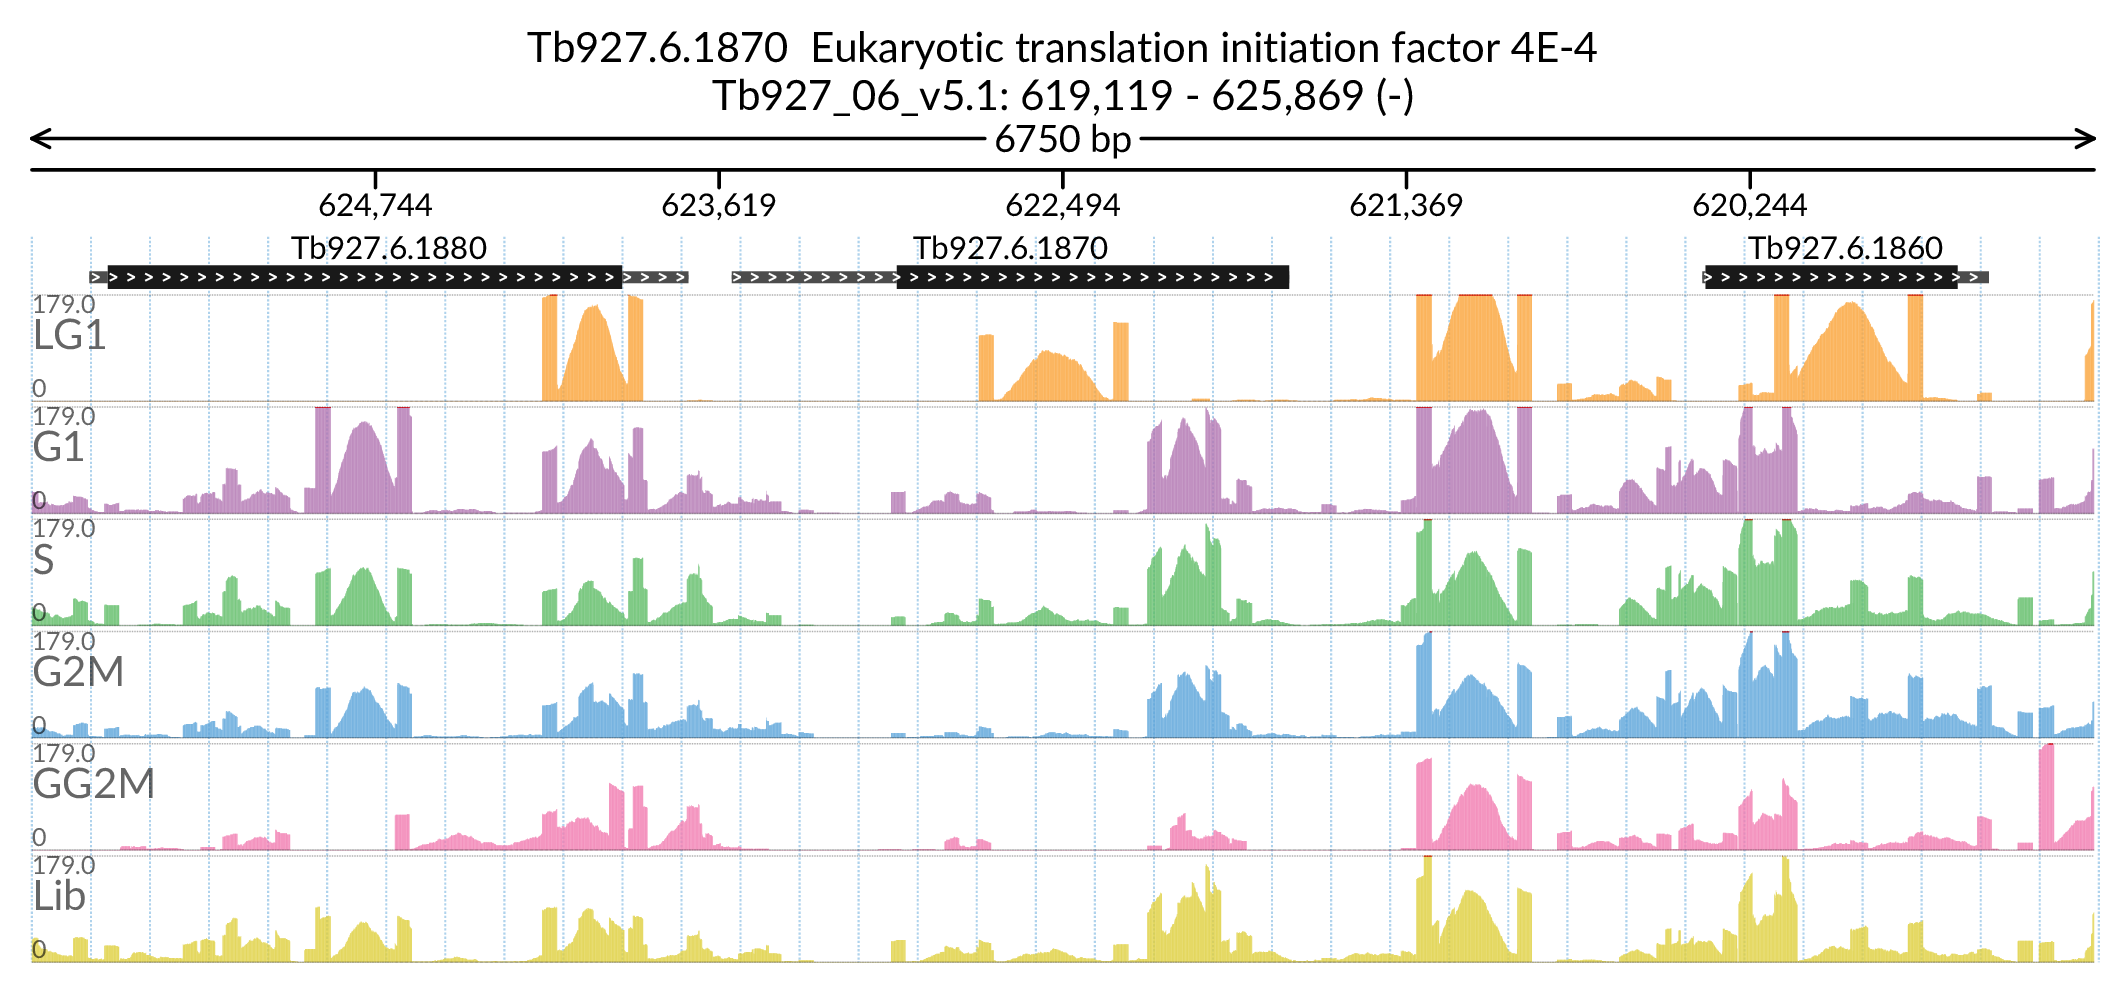 Tb927.6.1870  Eukaryotic translation initiation factor 4E-4
Tb927_06_v5.1: 619,119 - 625,869 (-)
6750 bp
624,744 623,619 622,494 621,369 620,244
Tb927.6.1880 Tb927.6.1870 Tb927.6.1860
179.0
LG1
0
179.0
G1
0
179.0
S
0
179.0
G2M
0
179.0
GG2M
0
179.0
Lib
0